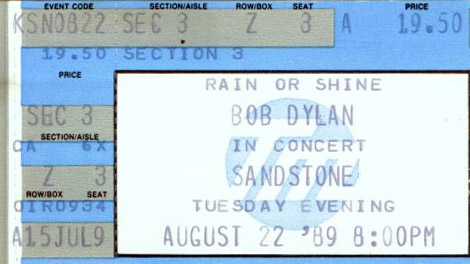 EVENT CODE SECTION/AISLE ROW/BOX SEAT PRICE
KSN0822 SEC 3 Z 3 A 19.50
19.50 SECTION 3
PRICE
RAIN OR SHINE
SEC 3
BOB DYLAN
SECTION/AISLE
CA 6X
IN CONCERT
Z 3
SANDSTONE
ROW/BOX SEAT
CIR0934
TUESDAY EVENING
A15JUL9
AUGUST 22 '89 8:00PM